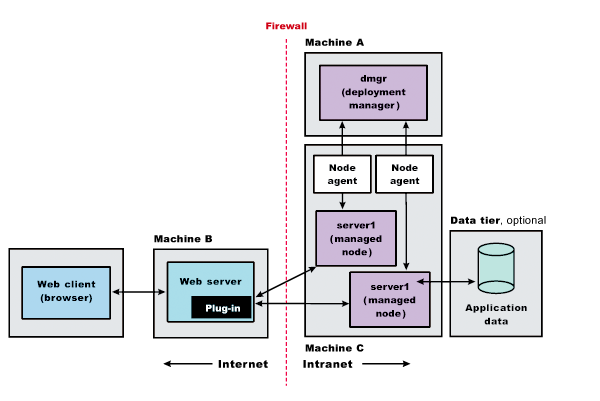 Firewall
Machine A
dmgr
(deployment
manager)
Node
agent
Node
agent
server1
(managed
node)
Data tier, optional
Machine B
Web client
(browser)
Web server
Plug-in
server1
(managed
node)
Application
data
Machine C
Internet
Intranet